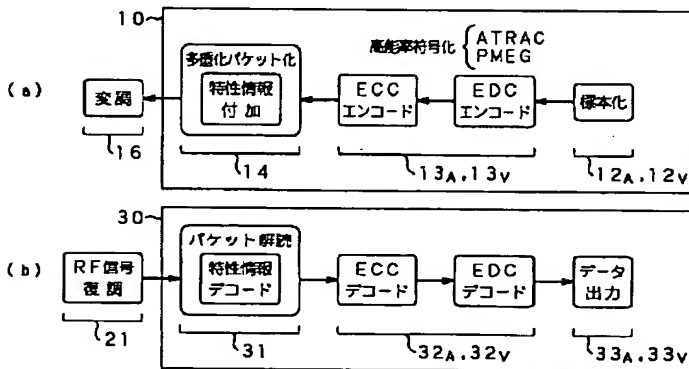 10
高能率符号化 ATRAC
PMEG
(a)
変調
多重化パケット化
特性情報
付加
ECC
エンコード
EDC
エンコード
標本化
16
14
13A.13V
12A.12V
30
(b)
RF信号
復調
パケット解読
特性情報
デコード
ECC
デコード
EDC
デコード
データ
出力
21
31
32A.32V
33A.33V